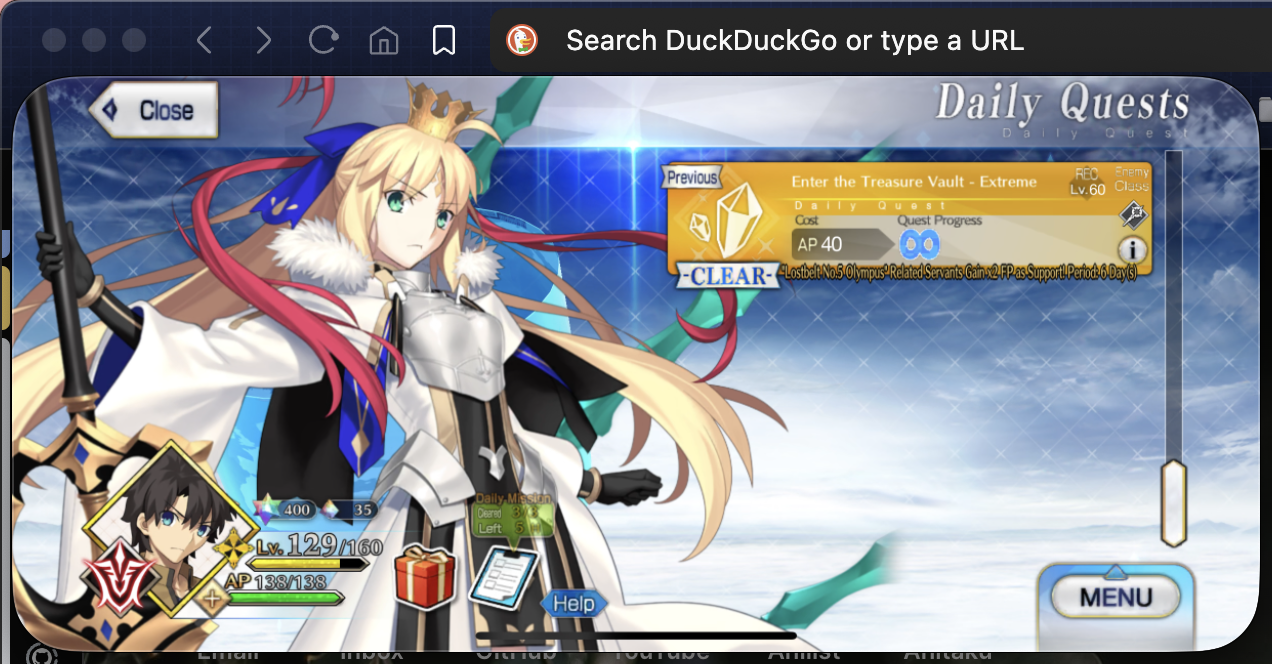 Search DuckDuckGo or type a URL
Close
Daily Quests
Daily Quest
Previous
Enter the Treasure Vault - Extreme
REC
Lv.60
Enemy
Class
Daily Quest
Cost
Quest Progress
AP 40
-CLEAR-
"Lostbelt No.5 Olympus" Related Servants Gain x2 FP as Support! Period: 6 Day(s)
400
35
Daily Mission
Cleared 3/3
Left
Lv. 129/160
AP 138/138
Help
MENU
Email
Inbox
GitHub
YouTube
Anilist